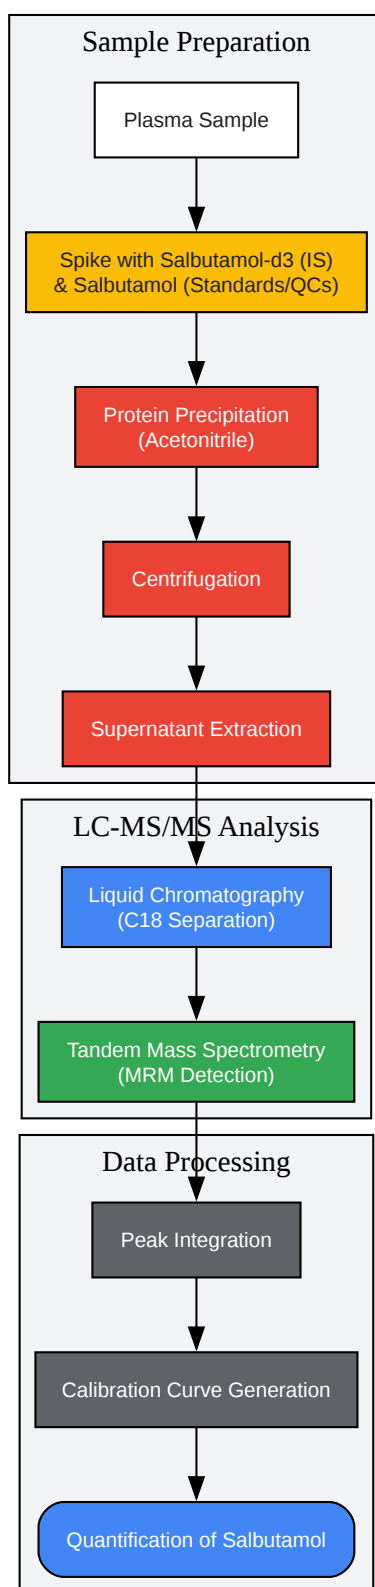 Sample Preparation
Plasma Sample
Spike with Salbutamol-d3 (IS)
& Salbutamol (Standards/QCs)
Protein Precipitation
(Acetonitrile)
Centrifugation
Supernatant Extraction
LC-MS/MS Analysis
Liquid Chromatography
(C18 Separation)
Tandem Mass Spectrometry
(MRM Detection)
Data Processing
Peak Integration
Calibration Curve Generation
Quantification of Salbutamol